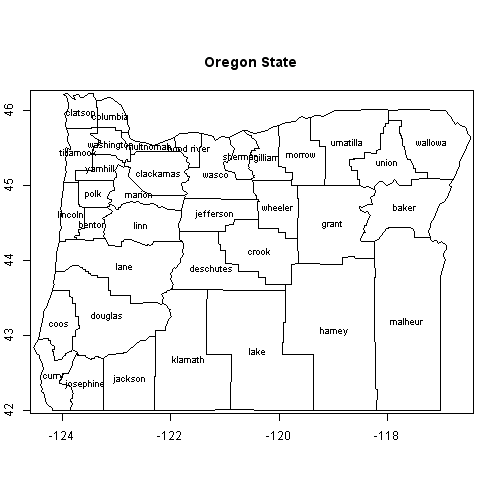 Oregon State
46
45
44
43
42
clatsop
columbia
tillamook
washington
multnomah
hood river
sherman
gilliam
morrow
umatilla
wallowa
union
yamhill
clackamas
wasco
polk
marion
wheeler
baker
lincoln
benton
linn
jefferson
grant
crook
lane
deschutes
coos
douglas
malheur
harney
klamath
lake
curry
josephine
jackson
-124
-122
-120
-118